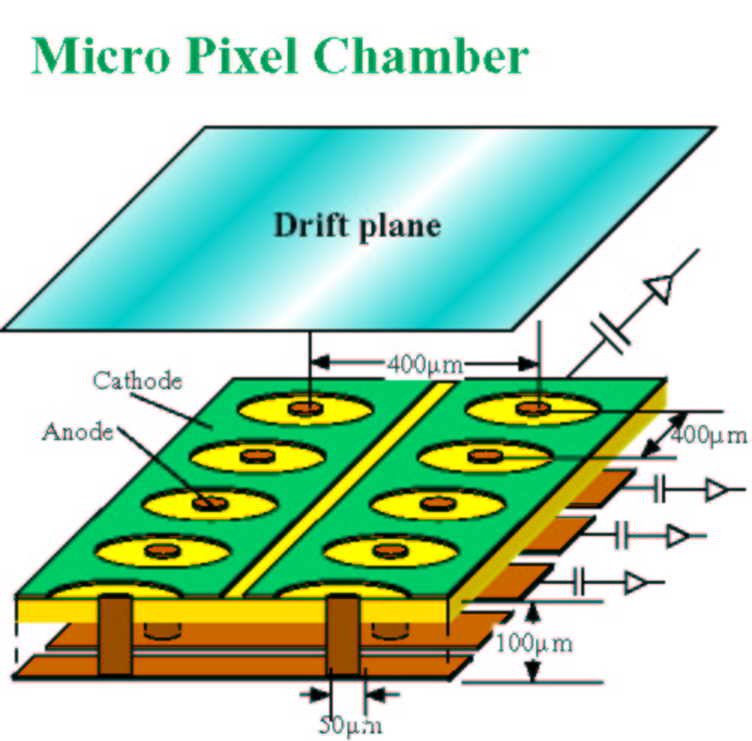 Micro Pixel Chamber
Drift plane
400μm
Cathode
Anode
400μm
100μm
50μm